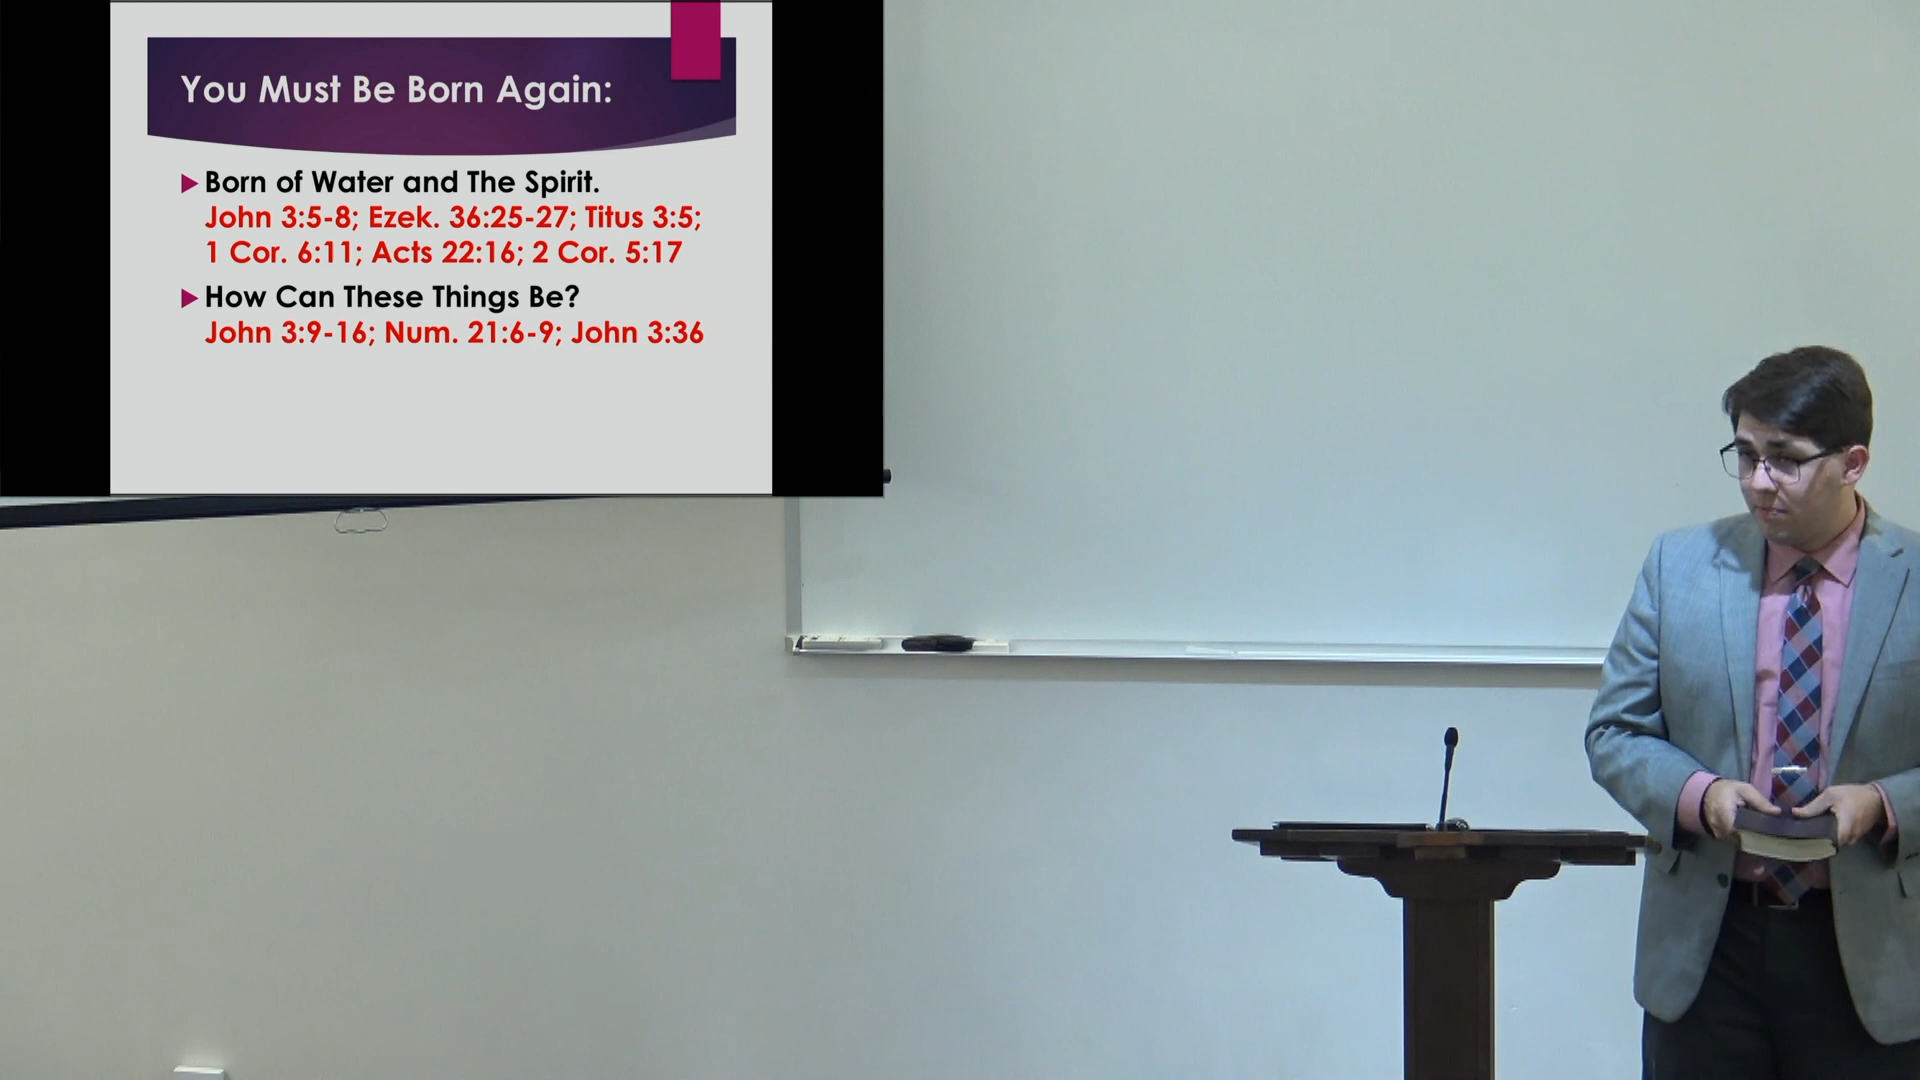 You Must Be Born Again:
Born of Water and The Spirit.
John 3:5-8; Ezek. 36:25-27; Titus 3:5;
1 Cor. 6:11; Acts 22:16; 2 Cor. 5:17
How Can These Things Be?
John 3:9-16; Num. 21:6-9; John 3:36